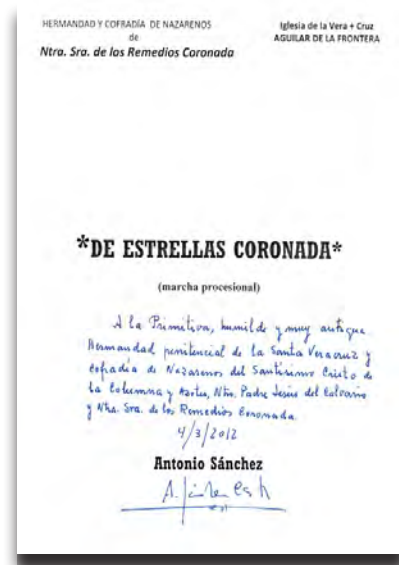 HERMANDAD Y COFRADÍA DE NAZARENOS
de
Ntra. Sra. de los Remedios Coronada
Iglesia de la Vera + Cruz
AGUILAR DE LA FRONTERA
*DE ESTRELLAS CORONADA*
(marcha procesional)
A la Primitiva, humilde y muy antigua
Hermandad penitencial de la Santa Veracruz y
cofradía de Nazarenos del Santísimo Cristo de
la Columna y Azotes, Ntro. Padre Jesús del Calvario
y Ntra. Sra. de los Remedios Coronada.
4/3/2012
Antonio Sánchez